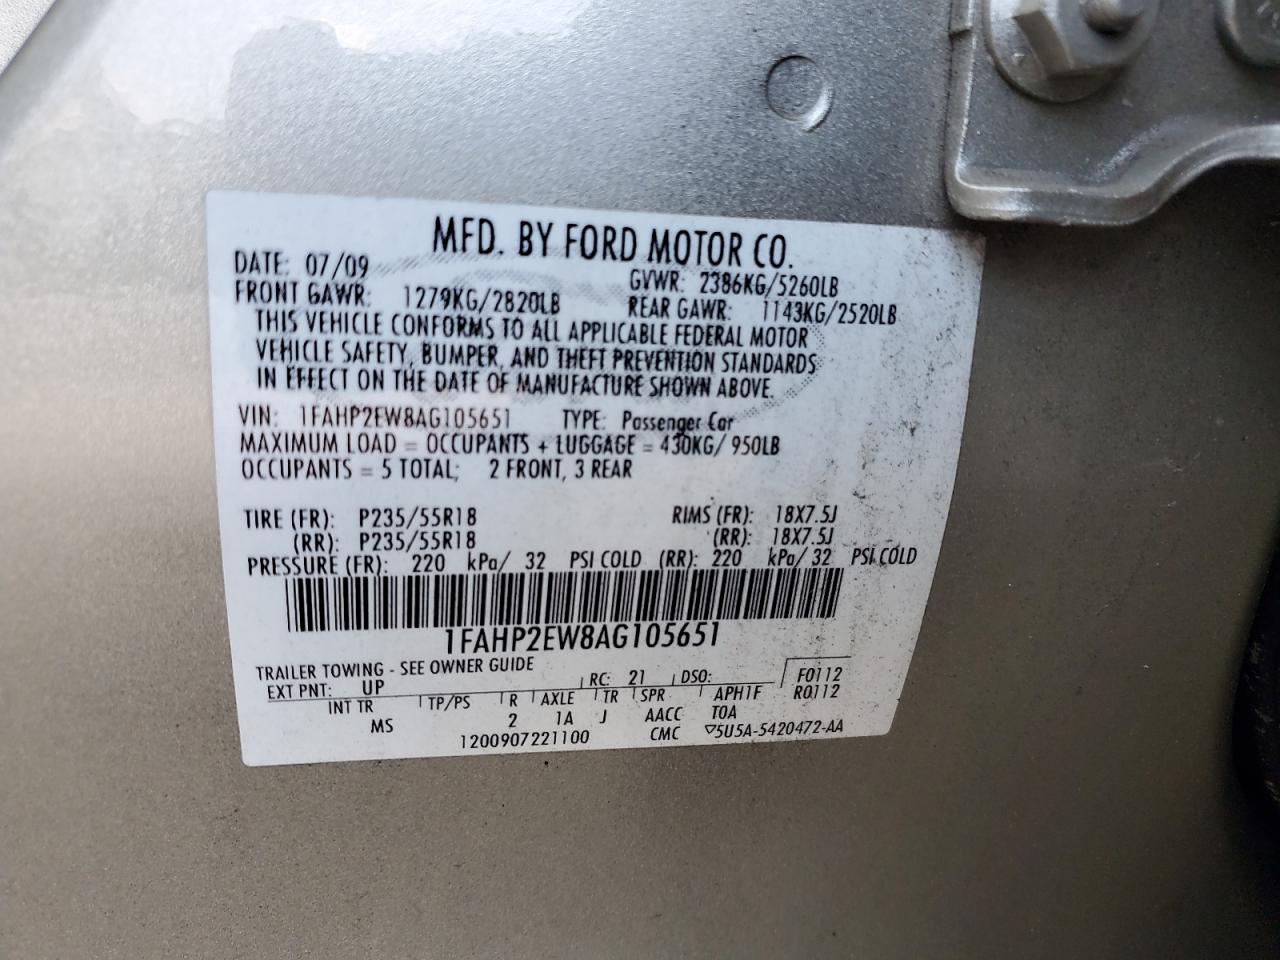 MFD. BY FORD MOTOR CO.
DATE: 07/09 GVWR: 2386KG/5260LB
FRONT GAWR: 1279KG/2820LB REAR GAWR: 1143KG/2520LB
THIS VEHICLE CONFORMS TO ALL APPLICABLE FEDERAL MOTOR
VEHICLE SAFETY, BUMPER, AND THEFT PREVENTION STANDARDS
IN EFFECT ON THE DATE OF MANUFACTURE SHOWN ABOVE.
VIN: 1FAHP2EW8AG105651 TYPE: Passenger Car
MAXIMUM LOAD = OCCUPANTS + LUGGAGE = 430KG/ 950LB
OCCUPANTS = 5 TOTAL; 2 FRONT, 3 REAR
TIRE (FR): P235/55R18 RIMS (FR): 18X7.5J
(RR): P235/55R18 (RR): 18X7.5J
PRESSURE (FR): 220 kPa/ 32 PSI COLD (RR): 220 kPa/ 32 PSI COLD
1FAHP2EW8AG105651
TRAILER TOWING - SEE OWNER GUIDE
EXT PNT: UP RC: 21 DSO: F0112
INT TR TP/PS R AXLE TR SPR APH1F R0112
MS 2 1A J AACC TOA
1200907221100 CMC ▽5U5A-5420472-AA